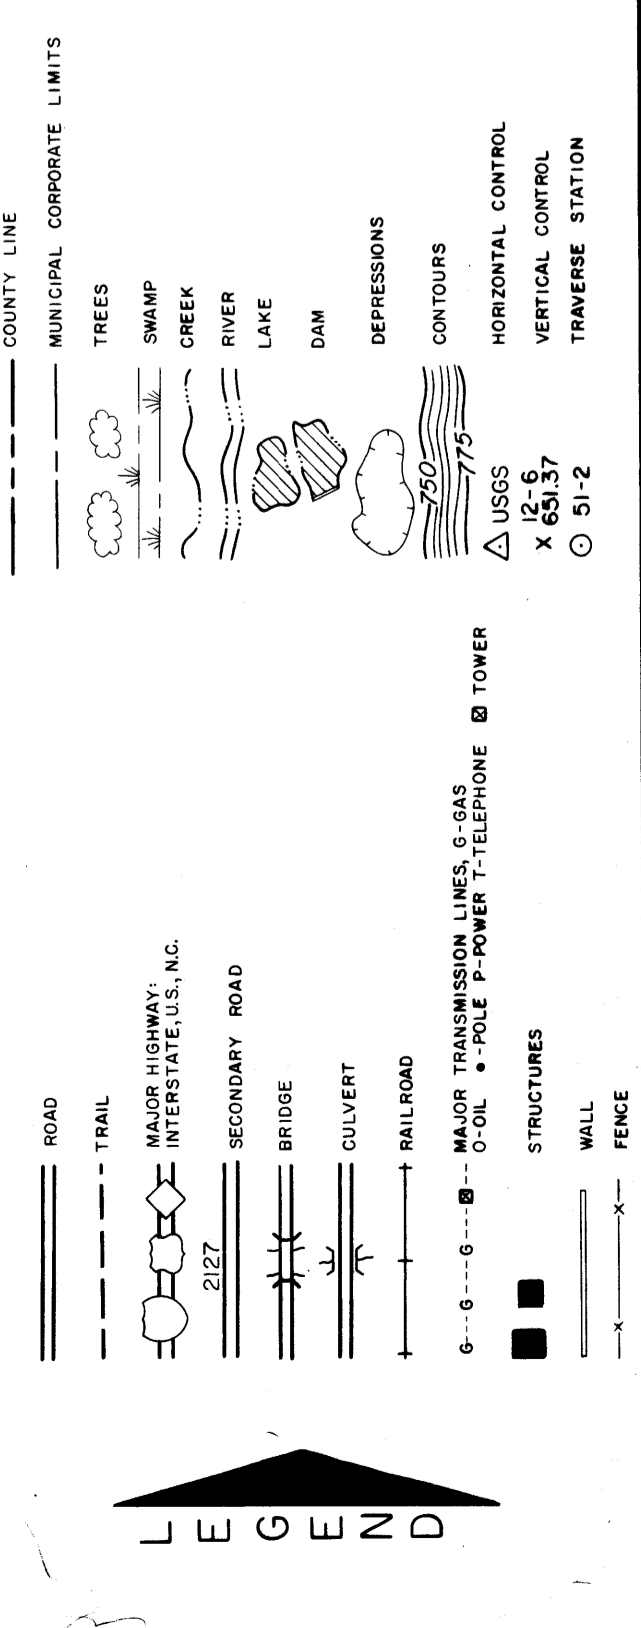 LEGEND
ROAD
TRAIL
MAJOR HIGHWAY:
INTERSTATE, U.S., N.C.
2127
SECONDARY ROAD
BRIDGE
CULVERT
RAILROAD
G---G----G----⊠-- MAJOR TRANSMISSION LINES, G-GAS
O-OIL ●-POLE P-POWER T-TELEPHONE ⊠ TOWER
STRUCTURES
WALL
X X FENCE
COUNTY LINE
MUNICIPAL CORPORATE LIMITS
TREES
SWAMP
CREEK
RIVER
LAKE
DAM
DEPRESSIONS
750
775
CONTOURS
USGS HORIZONTAL CONTROL
12-6
X 651.37 VERTICAL CONTROL
51-2 TRAVERSE STATION